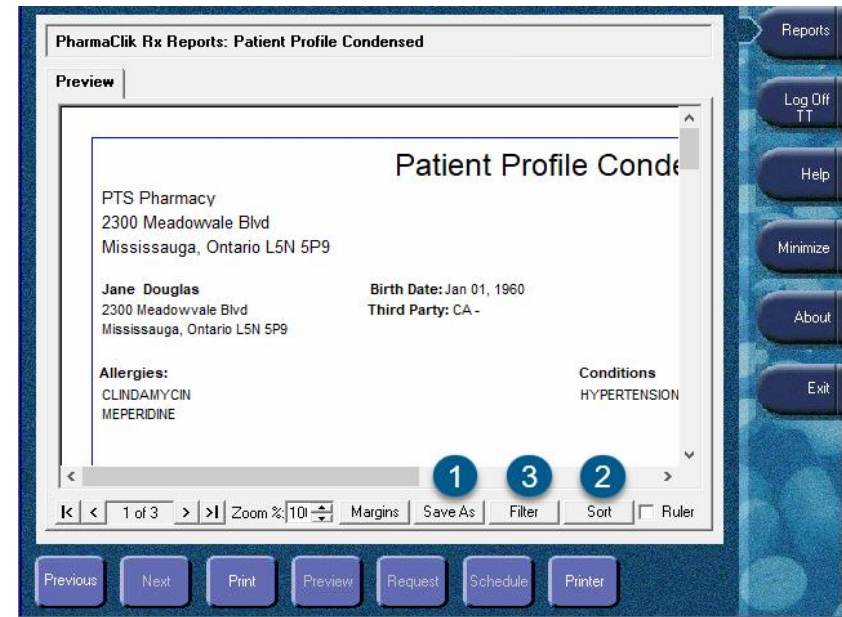 PharmaClik Rx Reports: Patient Profile Condensed
Preview
Patient Profile Conde
PTS Pharmacy
2300 Meadowvale Blvd
Mississauga, Ontario L5N 5P9
Jane Douglas Birth Date: Jan 01, 1960
2300 Meadowvale Blvd Third Party: CA -
Mississauga, Ontario L5N 5P9
Allergies: Conditions
CLINDAMYCIN HYPERTENSION
MEPERIDINE
1 3 2
1 of 3 Zoom %: 10 Margins Save As Filter Sort Ruler
Previous Next Print Preview Request Schedule Printer
Reports
Log Off
TT
Help
Minimize
About
Exit